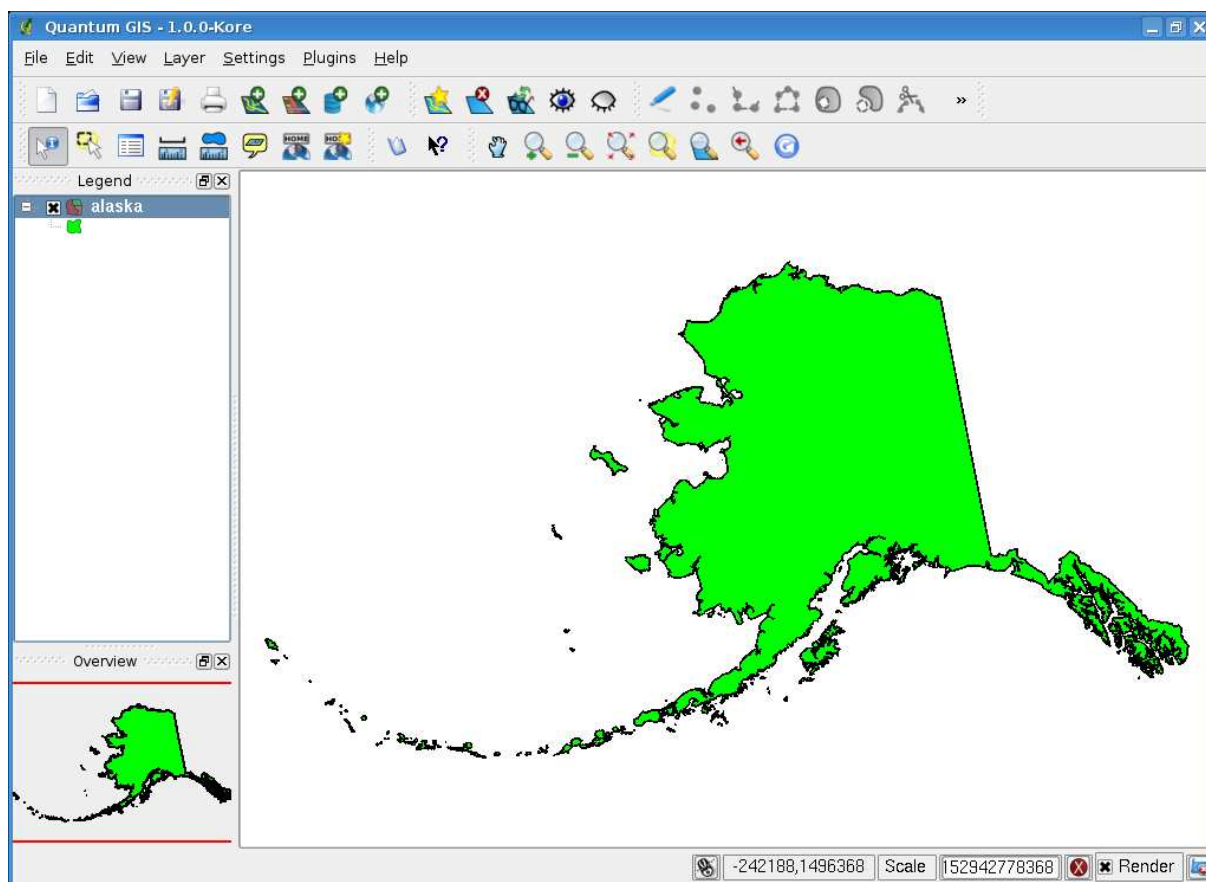 Quantum GIS - 1.0.0-Kore
File Edit View Layer Settings Plugins Help
»
HOME
Legend
alaska
Overview
-242188,1496368 Scale 152942778368 Render